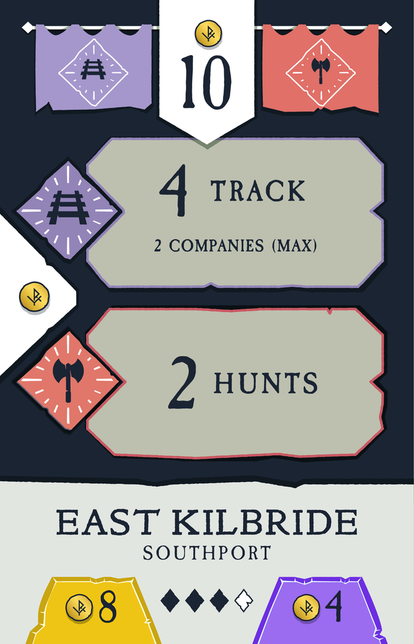 10
4 TRACK
2 COMPANIES (MAX)
2 HUNTS
EAST KILBRIDE
SOUTHPORT
8
4